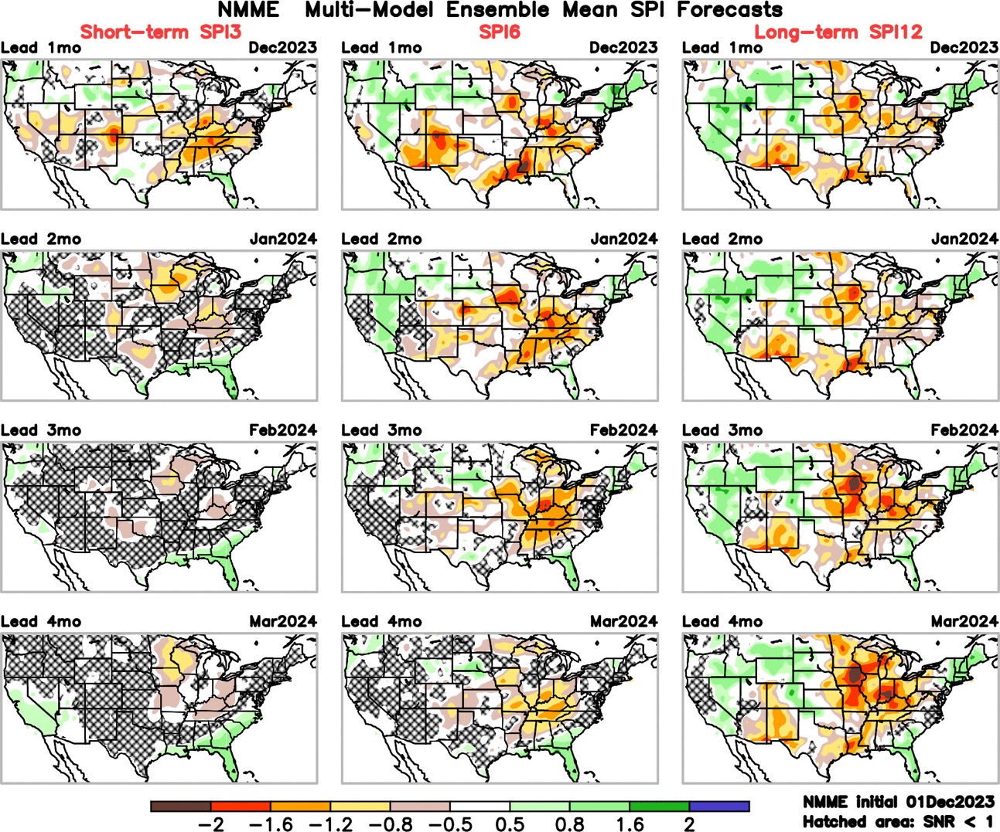 NMME Multi-Model Ensemble Mean SPI Forecasts
Short-term SPI3 SPI6 Long-term SPI12
Lead 1mo Dec2023 Lead 1mo Dec2023 Lead 1mo Dec2023
Lead 2mo Jan2024 Lead 2mo Jan2024 Lead 2mo Jan2024
Lead 3mo Feb2024 Lead 3mo Feb2024 Lead 3mo Feb2024
Lead 4mo Mar2024 Lead 4mo Mar2024 Lead 4mo Mar2024
NMME initial 01Dec2023
−2 −1.6 −1.2 −0.8 −0.5 0.5 0.8 1.6 2 Hatched area: SNR < 1